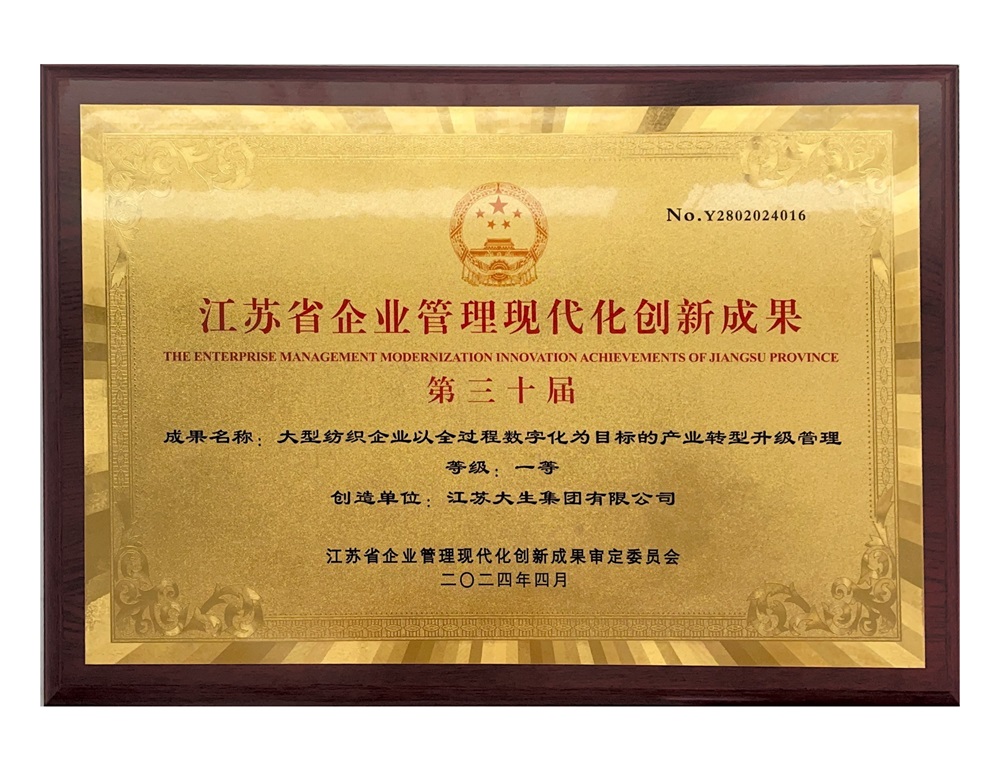 No.Y2802024016
江苏省企业管理现代化创新成果
THE ENTERPRISE MANAGEMENT MODERNIZATION INNOVATION ACHIEVEMENTS OF JIANGSU PROVINCE
第三十届
成果名称：大型纺织企业以全过程数字化为目标的产业转型升级管理
等级：一等
创造单位：江苏大生集团有限公司
江苏省企业管理现代化创新成果审定委员会
二〇二四年四月